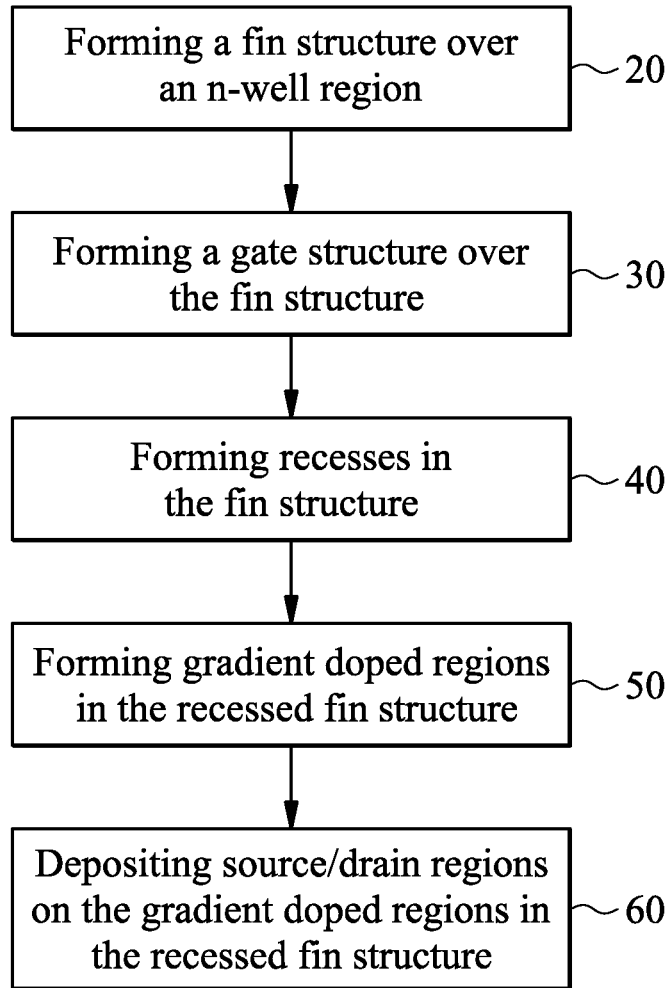 Forming a fin structure over
an n-well region
20
Forming a gate structure over
the fin structure
30
Forming recesses in
the fin structure
40
Forming gradient doped regions
in the recessed fin structure
50
Depositing source/drain regions
on the gradient doped regions in
the recessed fin structure
60